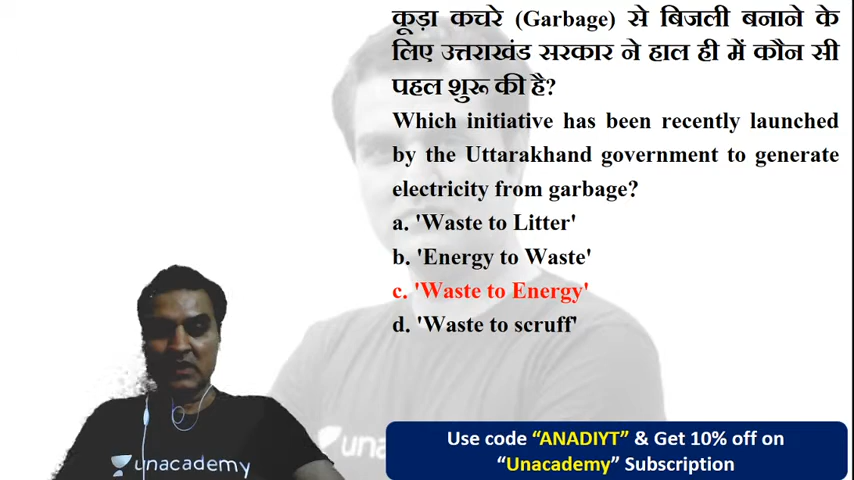 कूड़ा कचरे (Garbage) से बिजली बनाने के
लिए उत्तराखंड सरकार ने हाल ही में कौन सी
पहल शुरू की है?
Which initiative has been recently launched
by the Uttarakhand government to generate
electricity from garbage?
a. 'Waste to Litter'
b. 'Energy to Waste'
c. 'Waste to Energy'
d. 'Waste to scruff'
unacademy
una
Use code “ANADIYT” & Get 10% off on
“Unacademy” Subscription